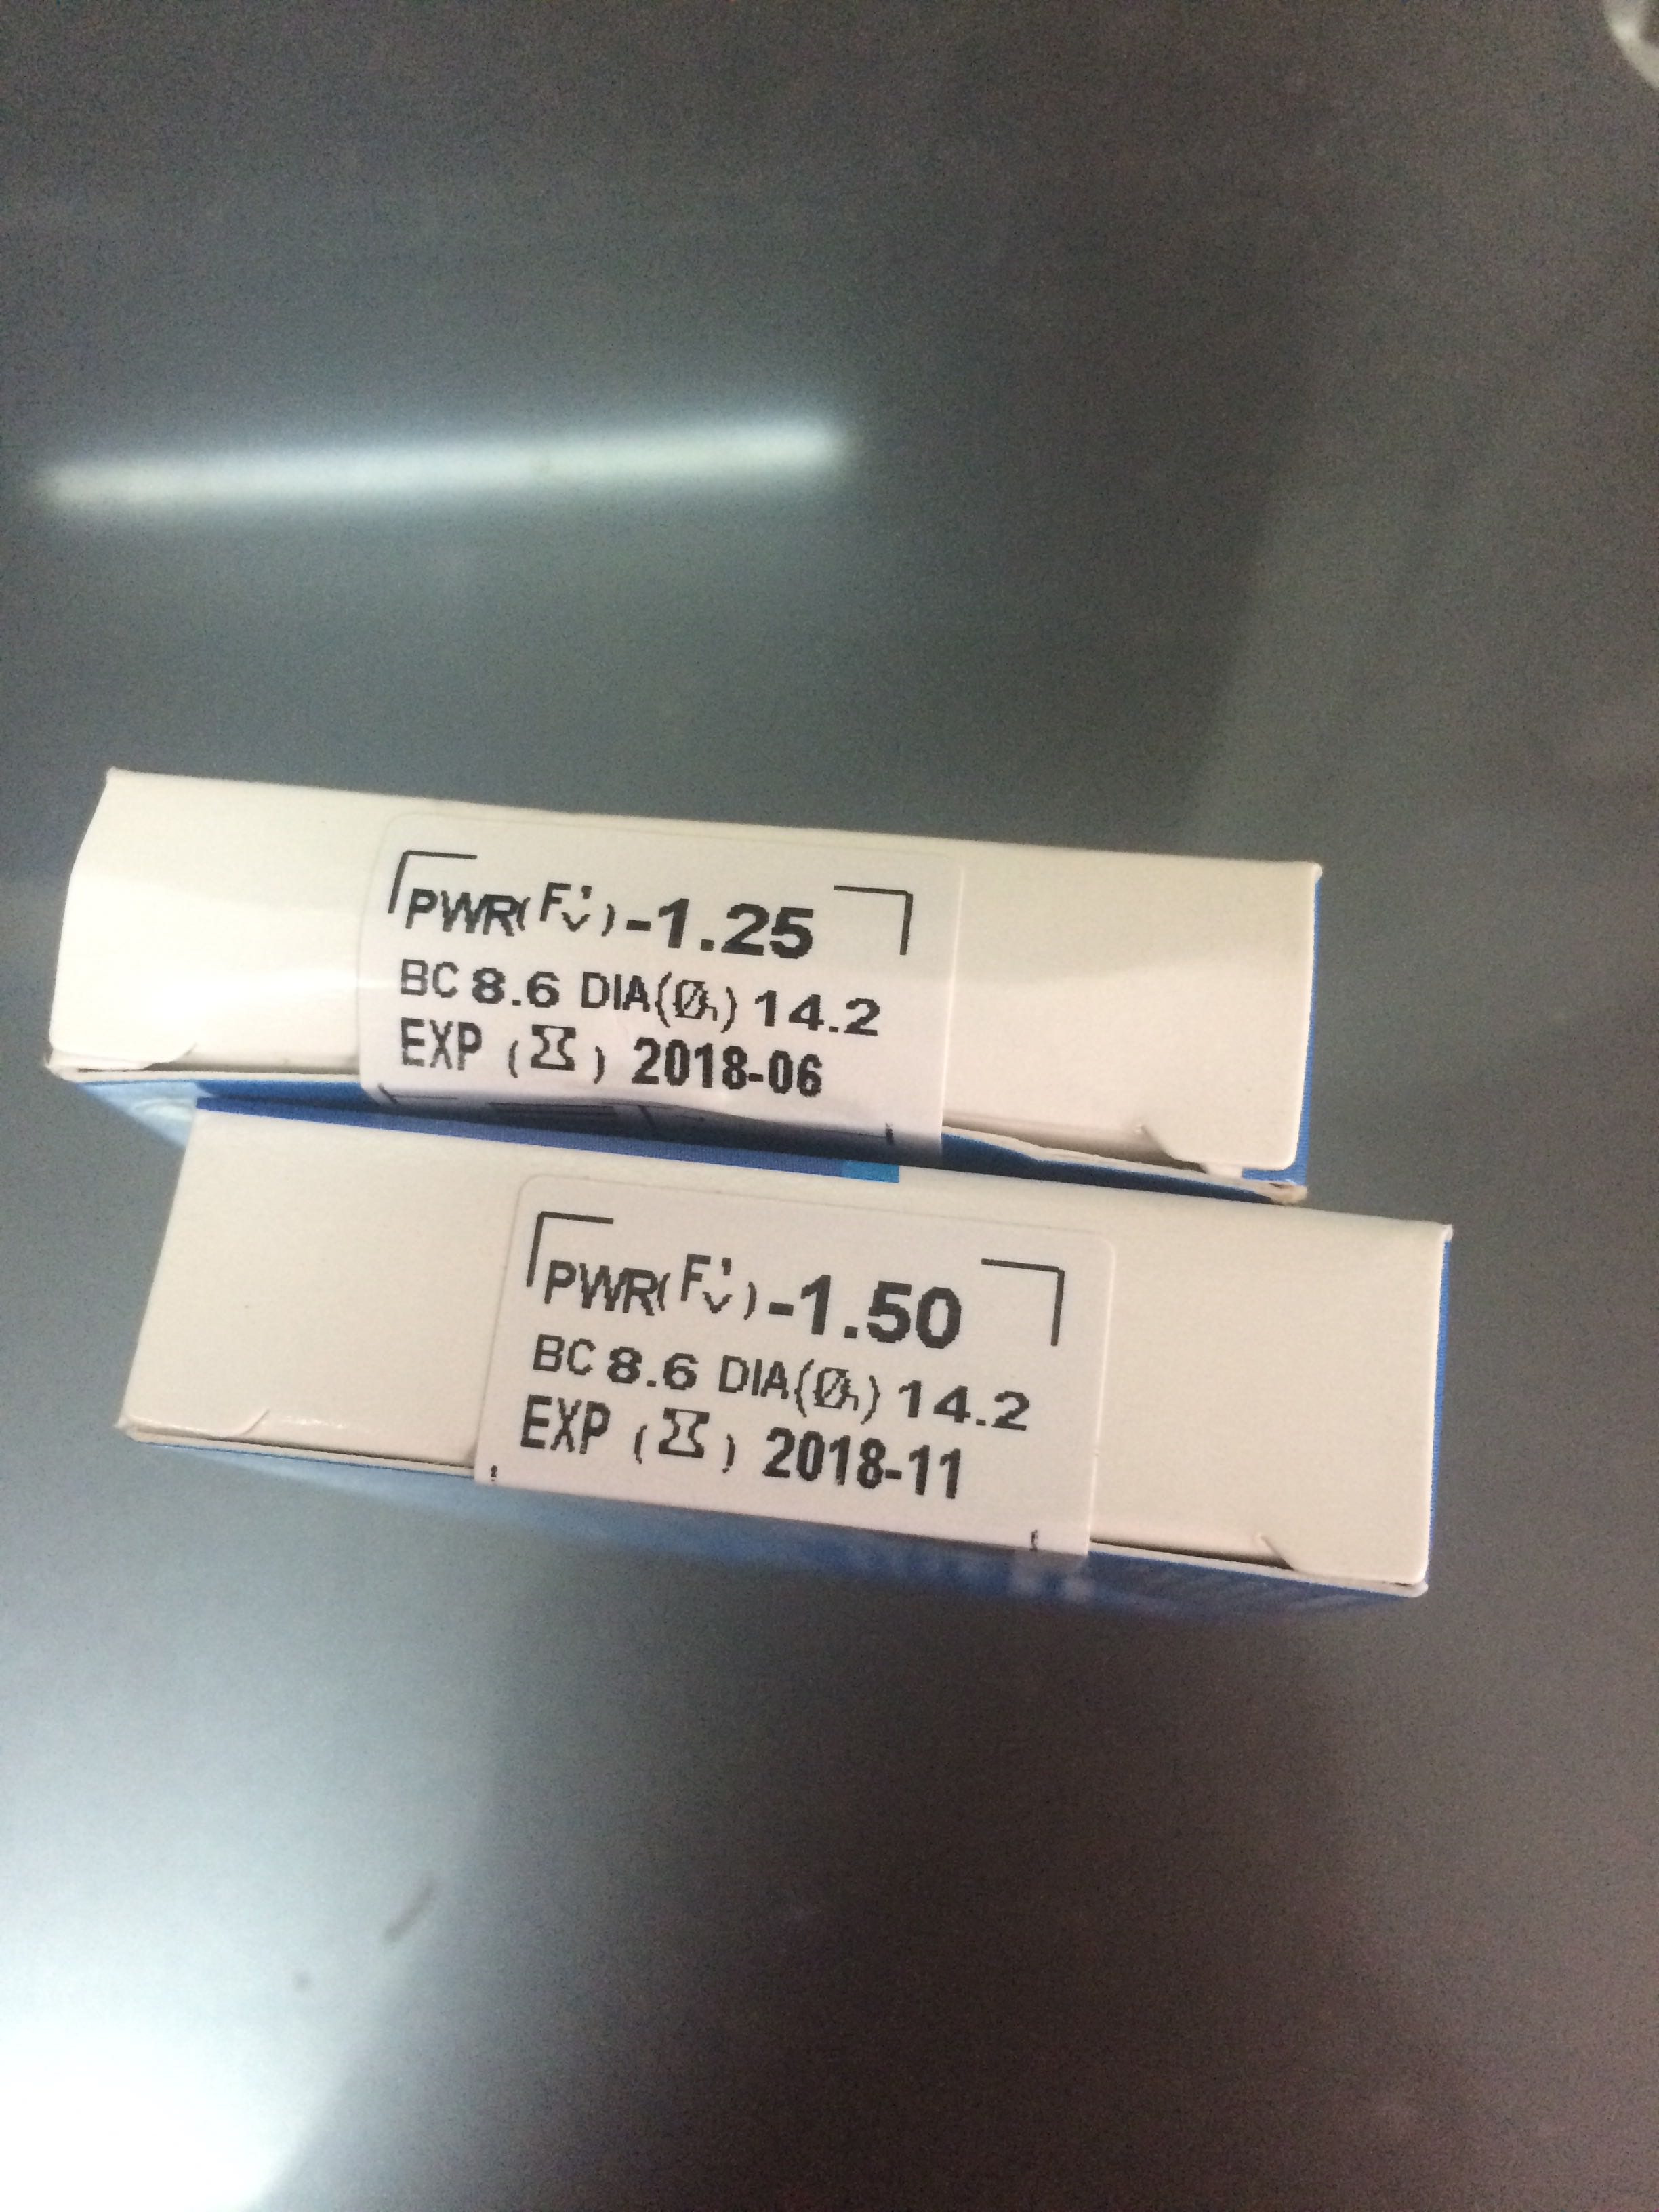 PWR(F'v) -1.25
BC 8.6 DIA(Ø) 14.2
EXP (⌛) 2018-06
PWR(F'v) -1.50
BC 8.6 DIA(Ø) 14.2
EXP (⌛) 2018-11